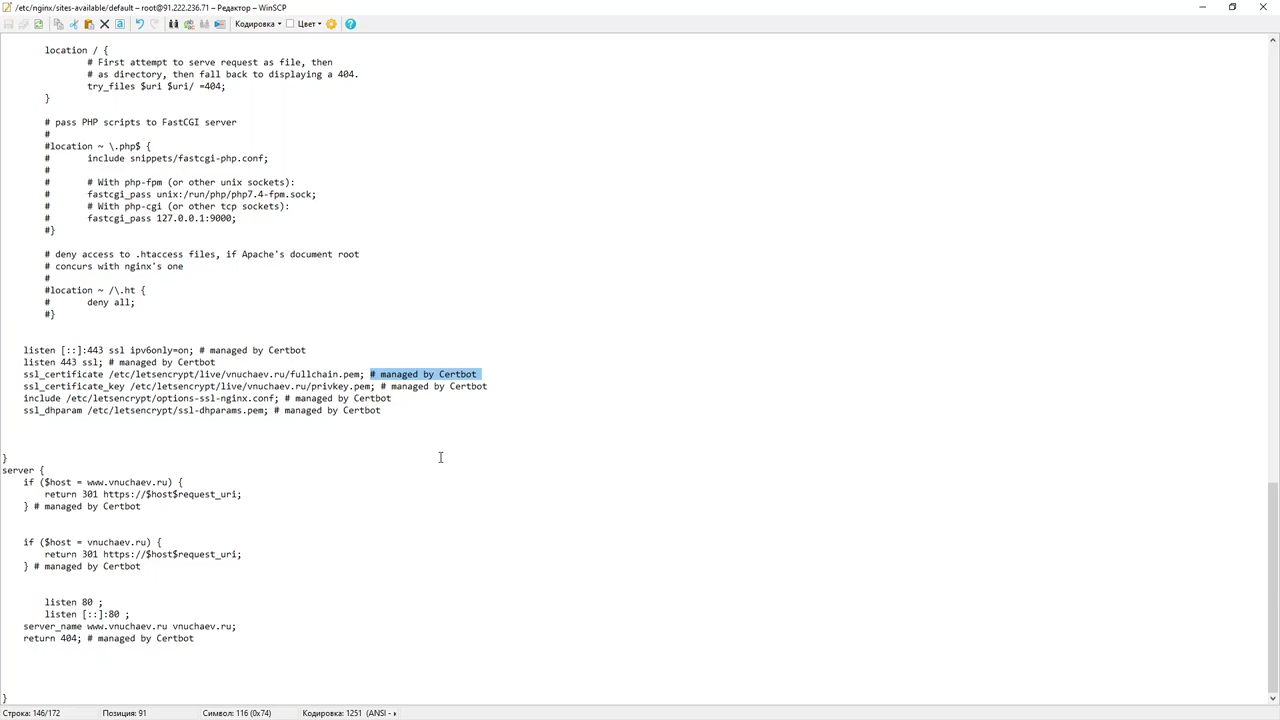 /etc/nginx/sites-available/default – root@91.222.236.71 – Редактор – WinSCP
Кодировка
Цвет
location / {
# First attempt to serve request as file, then
# as directory, then fall back to displaying a 404.
try_files $uri $uri/ =404;
}
# pass PHP scripts to FastCGI server
#
#location ~ \.php$ {
#       include snippets/fastcgi-php.conf;
#
#       # With php-fpm (or other unix sockets):
#       fastcgi_pass unix:/run/php/php7.4-fpm.sock;
#       # With php-cgi (or other tcp sockets):
#       fastcgi_pass 127.0.0.1:9000;
#}
# deny access to .htaccess files, if Apache's document root
# concurs with nginx's one
#
#location ~ /\.ht {
#       deny all;
#}
listen [::]:443 ssl ipv6only=on; # managed by Certbot
listen 443 ssl; # managed by Certbot
ssl_certificate /etc/letsencrypt/live/vnuchaev.ru/fullchain.pem; # managed by Certbot
ssl_certificate_key /etc/letsencrypt/live/vnuchaev.ru/privkey.pem; # managed by Certbot
include /etc/letsencrypt/options-ssl-nginx.conf; # managed by Certbot
ssl_dhparam /etc/letsencrypt/ssl-dhparams.pem; # managed by Certbot
}
server {
if ($host = www.vnuchaev.ru) {
return 301 https://$host$request_uri;
} # managed by Certbot
if ($host = vnuchaev.ru) {
return 301 https://$host$request_uri;
} # managed by Certbot
listen 80 ;
listen [::]:80 ;
server_name www.vnuchaev.ru vnuchaev.ru;
return 404; # managed by Certbot
}
Строка: 146/172
Позиция: 91
Символ: 116 (0x74)
Кодировка: 1251  (ANSI -